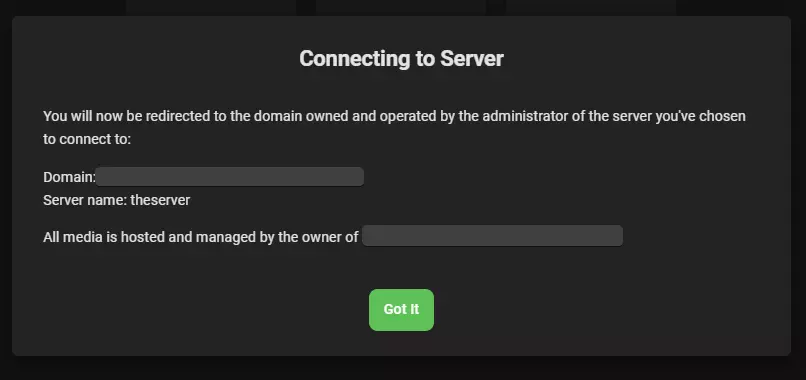 Connecting to Server
You will now be redirected to the domain owned and operated by the administrator of the server you've chosen
to connect to:
Domain:
Server name: theserver
All media is hosted and managed by the owner of
Got It